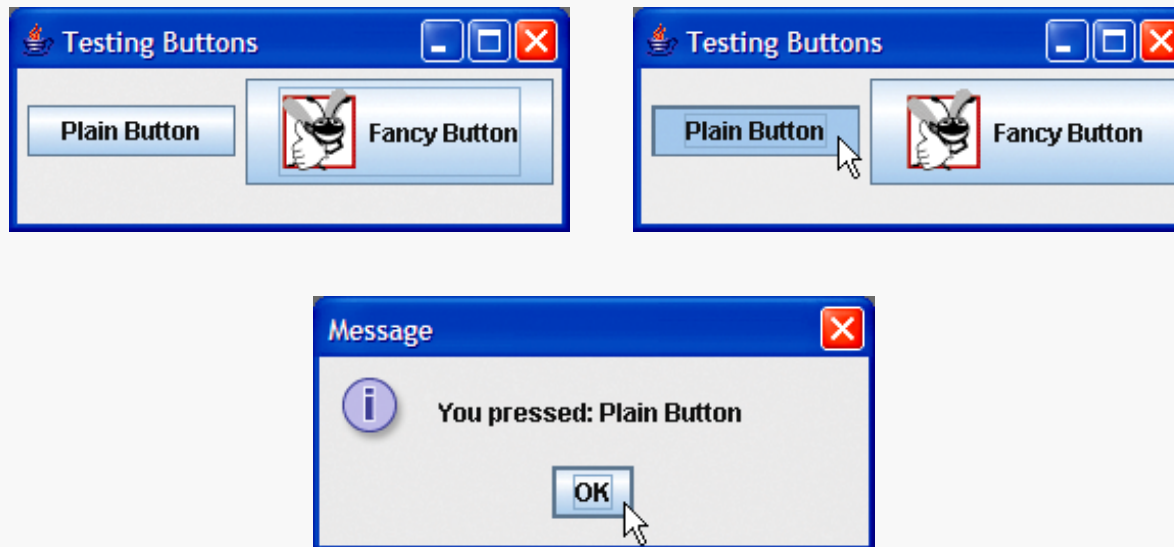 Testing Buttons
Plain Button
Fancy Button
Testing Buttons
Plain Button
Fancy Button
Message
i
You pressed: Plain Button
OK